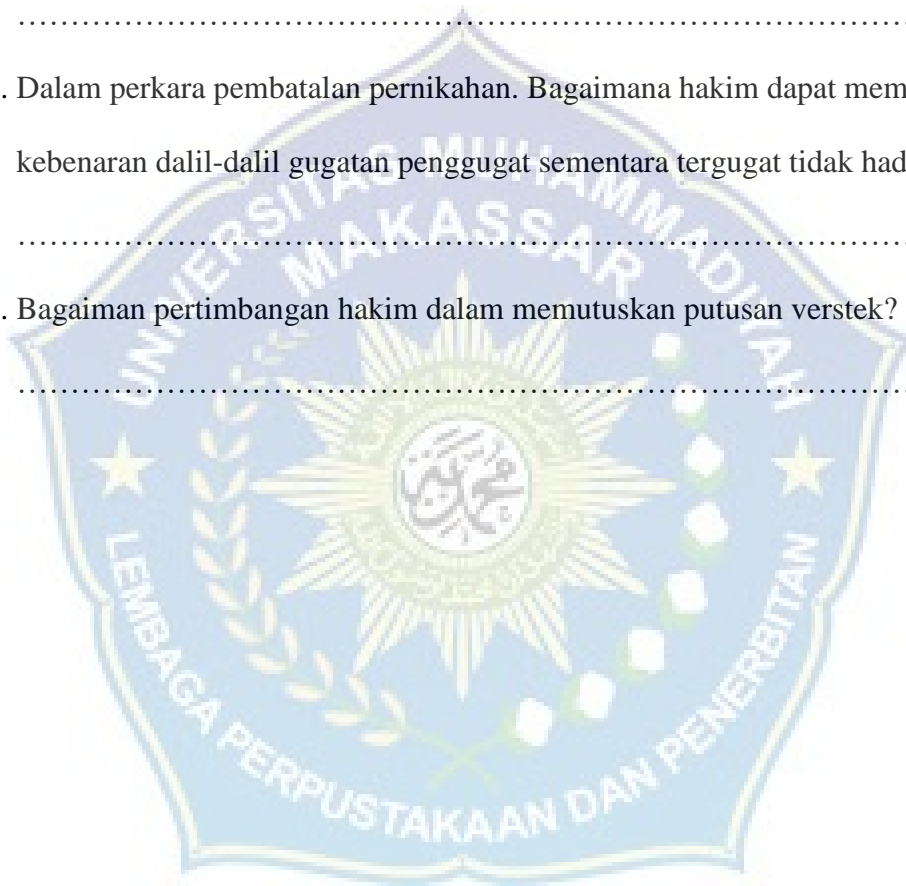 ………………………………………………………………………
. Dalam perkara pembatalan pernikahan. Bagaimana hakim dapat mem
kebenaran dalil-dalil gugatan penggugat sementara tergugat tidak had
………………………………………………………………………
. Bagaiman pertimbangan hakim dalam memutuskan putusan verstek?
………………………………………………………………………
UNIVERSITAS MUHAMMADIYAH
MAKASSAR
LEMBAGA PERPUSTAKAAN DAN PENERBITAN